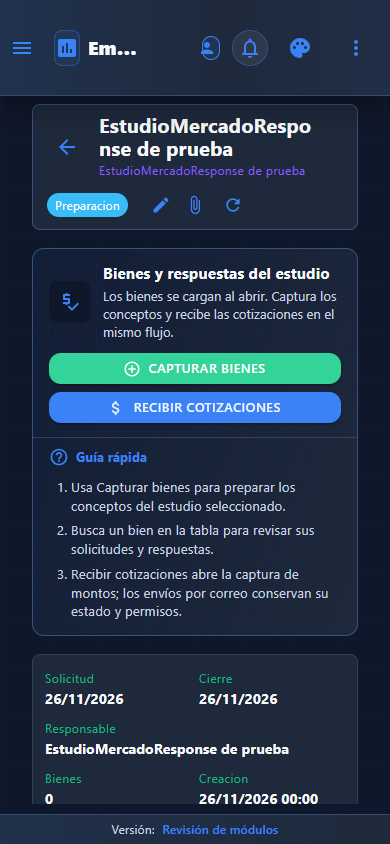 Em...
EstudioMercadoRespo
nse de prueba
EstudioMercadoResponse de prueba
Preparacion
Bienes y respuestas del estudio
Los bienes se cargan al abrir. Captura los
conceptos y recibe las cotizaciones en el
mismo flujo.
CAPTURAR BIENES
$ RECIBIR COTIZACIONES
Guía rápida
1. Usa Capturar bienes para preparar los
conceptos del estudio seleccionado.
2. Busca un bien en la tabla para revisar sus
solicitudes y respuestas.
3. Recibir cotizaciones abre la captura de
montos; los envíos por correo conservan su
estado y permisos.
Solicitud Cierre
26/11/2026 26/11/2026
Responsable
EstudioMercadoResponse de prueba
Bienes Creacion
0 26/11/2026 00:00
Versión: Revisión de módulos